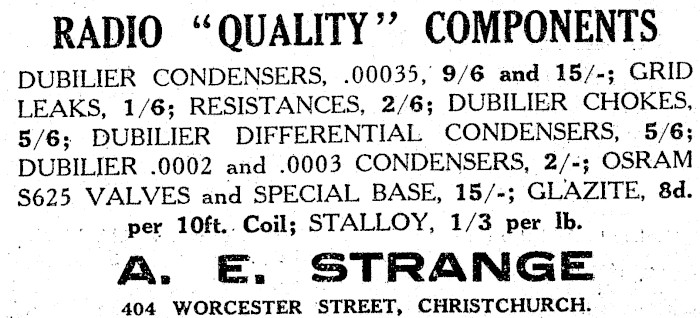 RADIO "QUALITY" COMPONENTS
DUBILIER CONDENSERS, .00035, 9/6 and 15/-; GRID
LEAKS, 1/6; RESISTANCES, 2/6; DUBILIER CHOKES,
5/6; DUBILIER DIFFERENTIAL CONDENSERS, 5/6;
DUBILIER .0002 and .0003 CONDENSERS, 2/-; OSRAM
S625 VALVES and SPECIAL BASE, 15/-; GLAZITE, 8d.
per 10ft. Coil; STALLOY, 1/3 per lb.
A. E. STRANGE
404 WORCESTER STREET, CHRISTCHURCH.